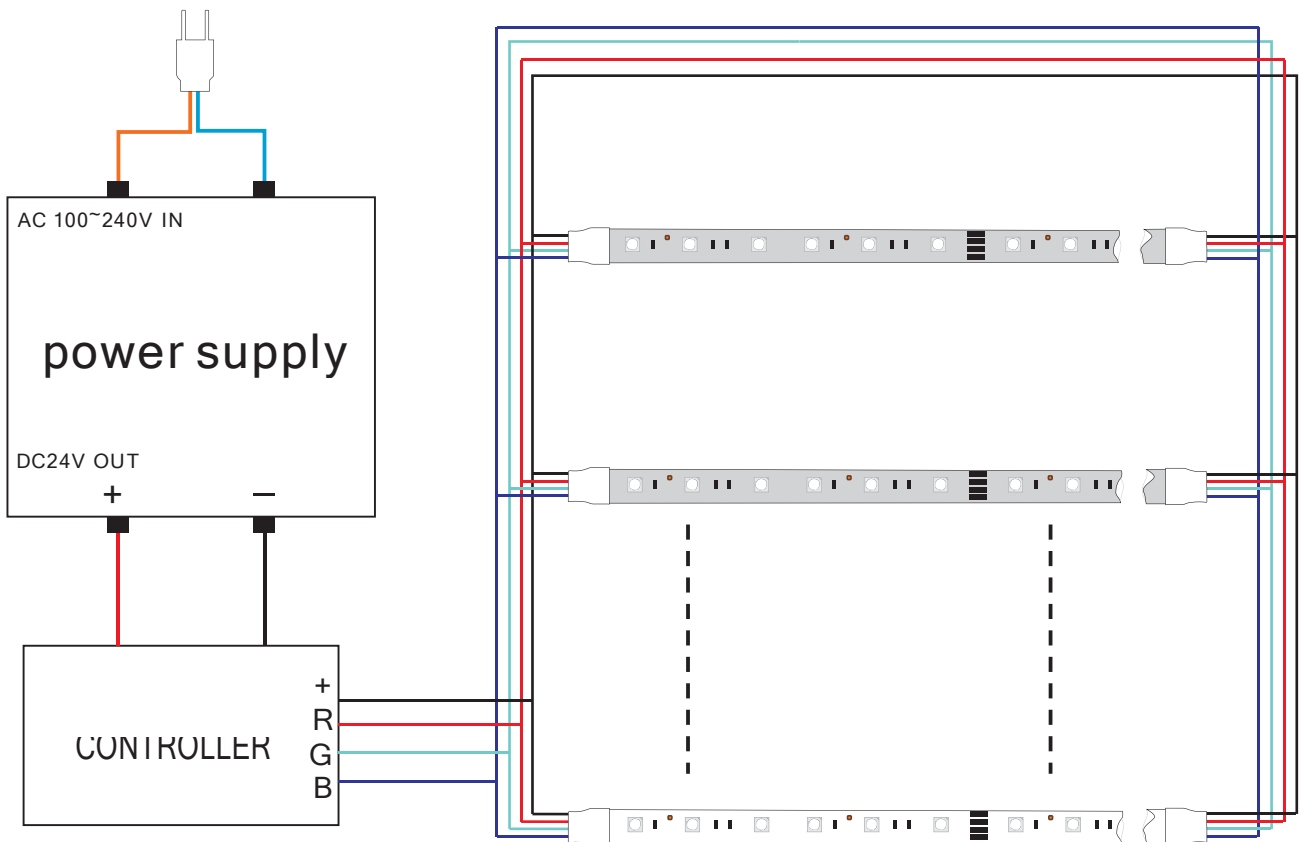 AC 100~240V IN
power supply
DC24V OUT
+ −
CONTROLLER
+
R
G
B